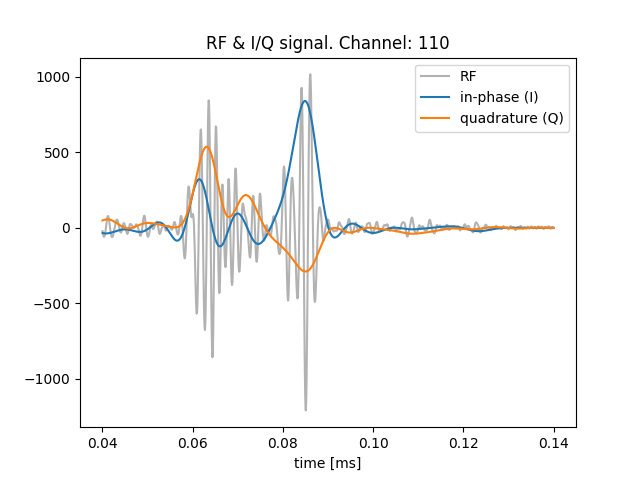 RF & I/Q signal. Channel: 110
RF
in-phase (I)
quadrature (Q)
1000
500
0
−500
−1000
0.04 0.06 0.08 0.10 0.12 0.14
time [ms]